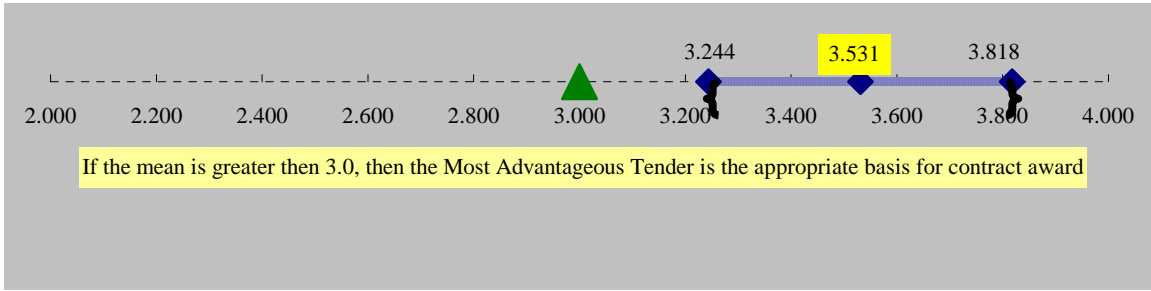 3.244 3.531 3.818
2.000 2.200 2.400 2.600 2.800 3.000 3.200 3.400 3.600 3.800 4.000
If the mean is greater then 3.0, then the Most Advantageous Tender is the appropriate basis for contract award